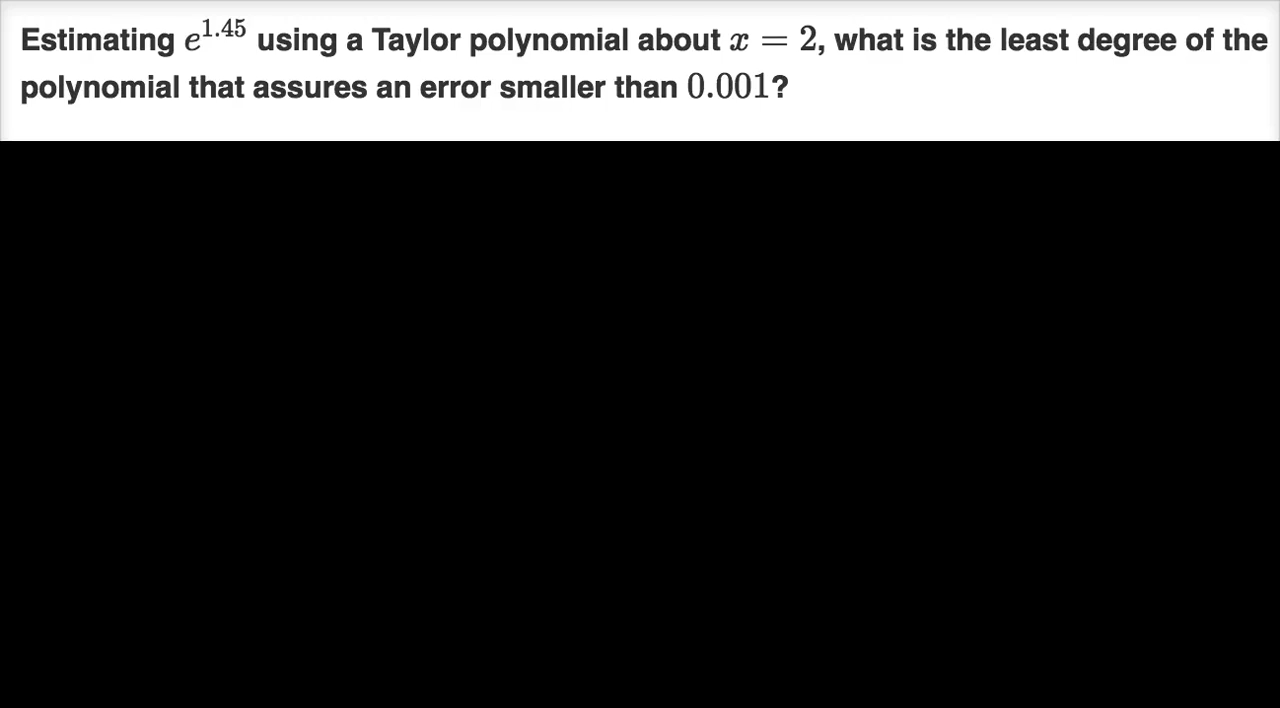 Estimating $e^{1.45}$ using a Taylor polynomial about $x = 2$, what is the least degree of the
polynomial that assures an error smaller than $0.001$?